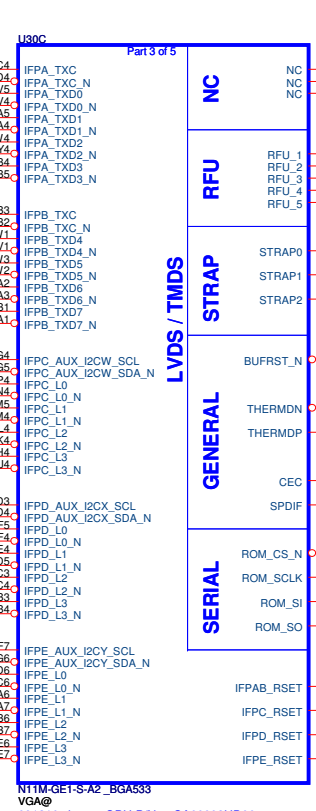 U30C
Part 3 of 5
IFPA_TXC
IFPA_TXC_N
IFPA_TXD0
IFPA_TXD0_N
IFPA_TXD1
IFPA_TXD1_N
IFPA_TXD2
IFPA_TXD2_N
IFPA_TXD3
IFPA_TXD3_N
IFPB_TXC
IFPB_TXC_N
IFPB_TXD4
IFPB_TXD4_N
IFPB_TXD5
IFPB_TXD5_N
IFPB_TXD6
IFPB_TXD6_N
IFPB_TXD7
IFPB_TXD7_N
IFPC_AUX_I2CW_SCL
IFPC_AUX_I2CW_SDA_N
IFPC_L0
IFPC_L0_N
IFPC_L1
IFPC_L1_N
IFPC_L2
IFPC_L2_N
IFPC_L3
IFPC_L3_N
IFPD_AUX_I2CX_SCL
IFPD_AUX_I2CX_SDA_N
IFPD_L0
IFPD_L0_N
IFPD_L1
IFPD_L1_N
IFPD_L2
IFPD_L2_N
IFPD_L3
IFPD_L3_N
IFPE_AUX_I2CY_SCL
IFPE_AUX_I2CY_SDA_N
IFPE_L0
IFPE_L0_N
IFPE_L1
IFPE_L1_N
IFPE_L2
IFPE_L2_N
IFPE_L3
IFPE_L3_N
LVDS / TMDS
NC
NC
NC
NC
RFU
RFU_1
RFU_2
RFU_3
RFU_4
RFU_5
STRAP
STRAP0
STRAP1
STRAP2
GENERAL
BUFRST_N
THERMDN
THERMDP
CEC
SPDIF
SERIAL
ROM_CS_N
ROM_SCLK
ROM_SI
ROM_SO
IFPAB_RSET
IFPC_RSET
IFPD_RSET
IFPE_RSET
N11M-GE1-S-A2 _BGA533
VGA@